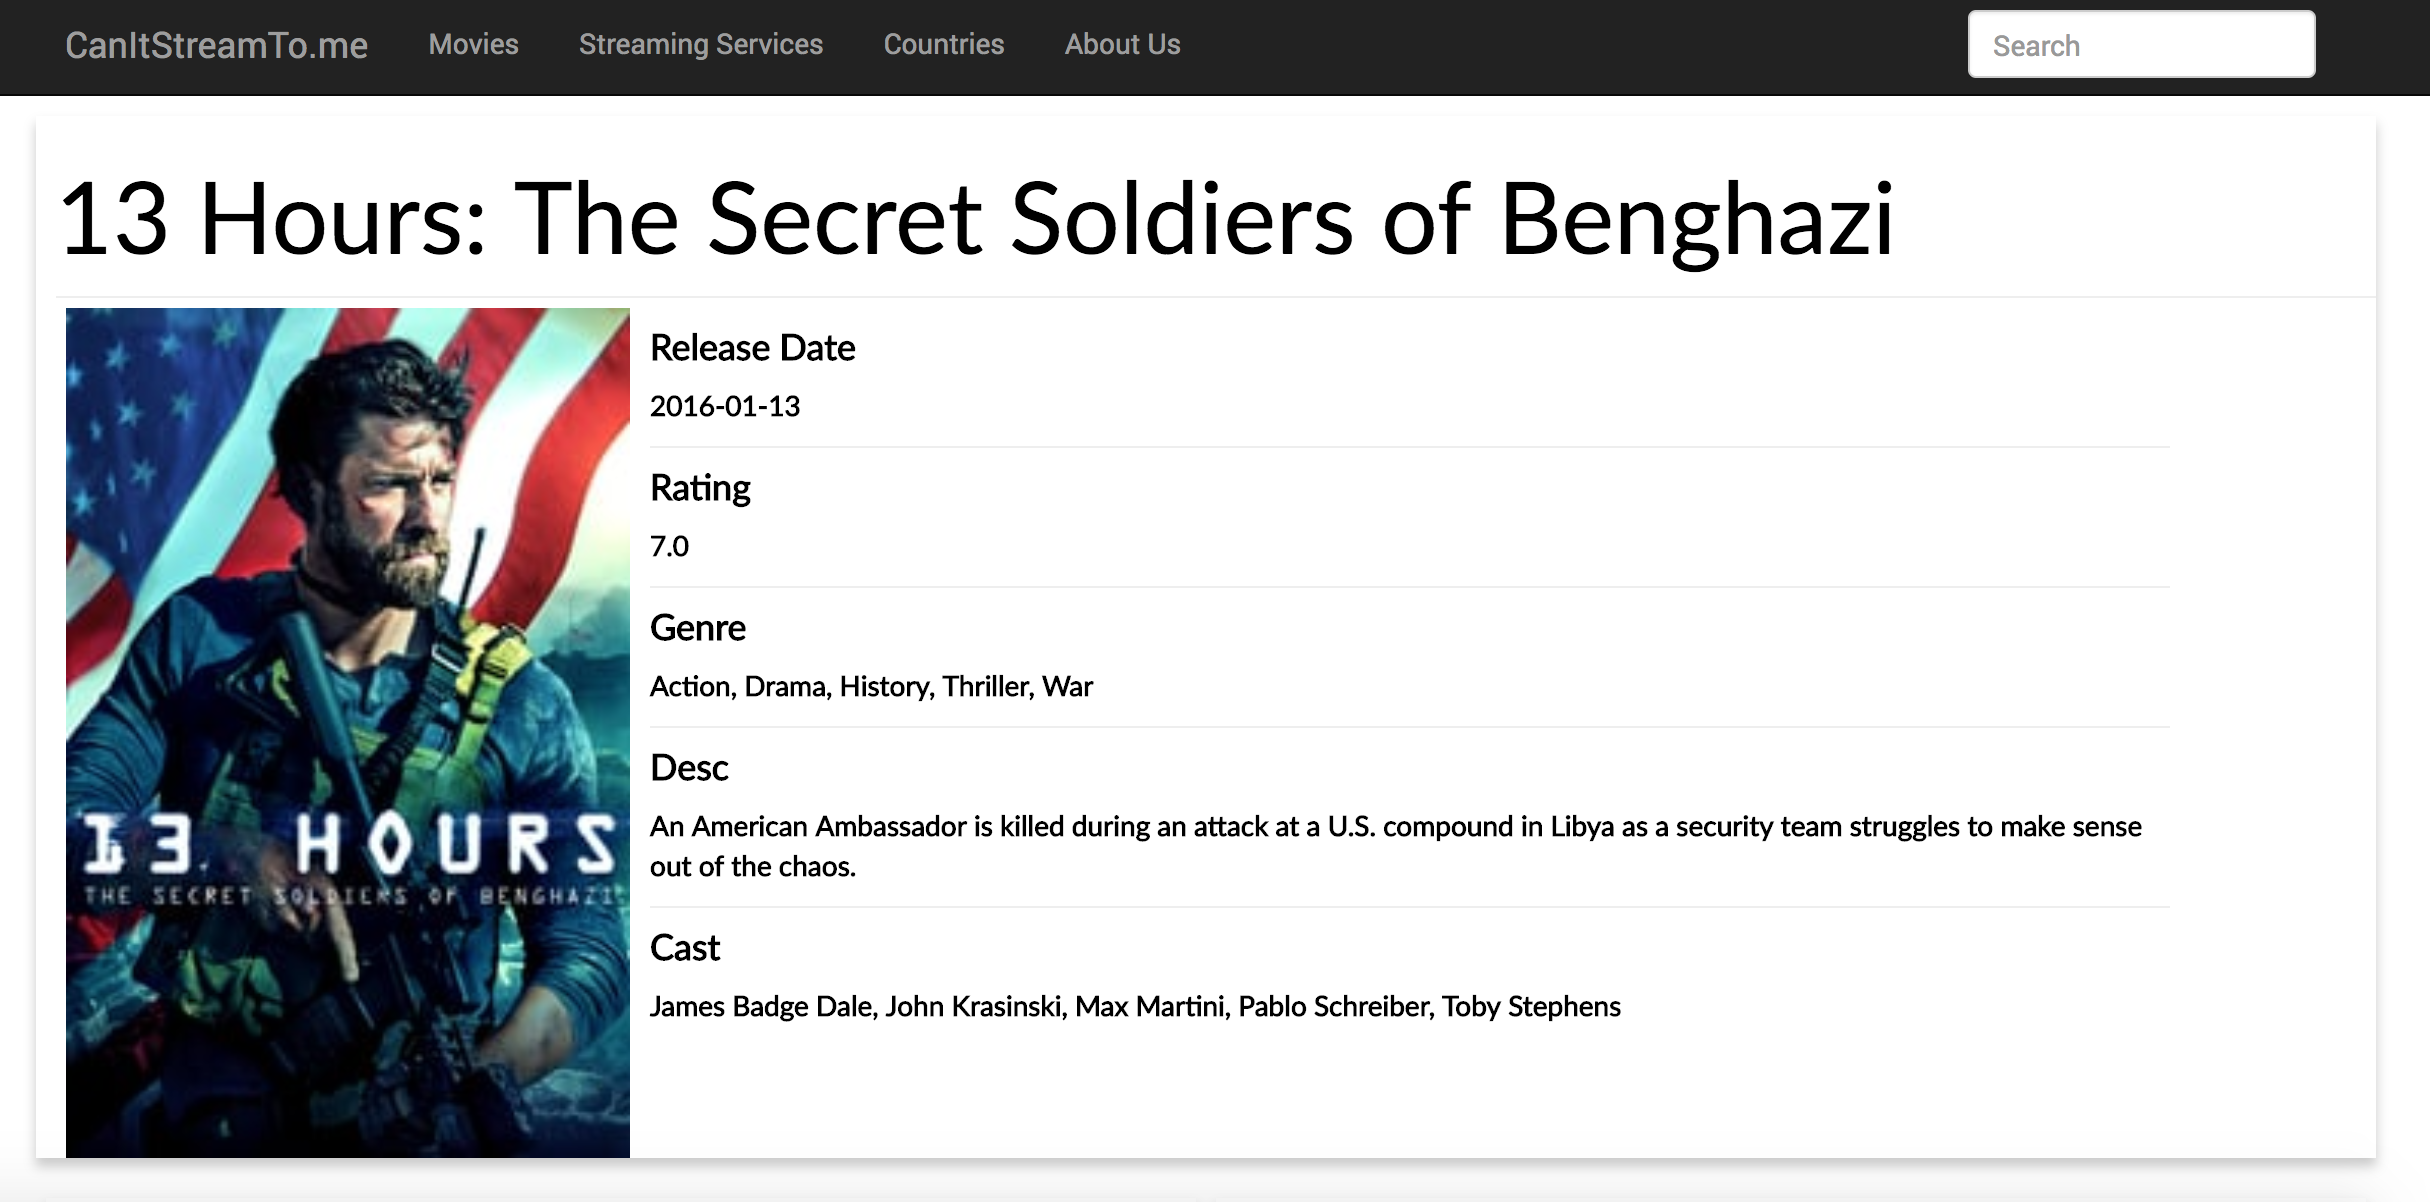 CanItStreamTo.me Movies Streaming Services Countries About Us Search
13 Hours: The Secret Soldiers of Benghazi
13 HOURS
THE SECRET SOLDIERS OF BENGHAZI
Release Date
2016-01-13
Rating
7.0
Genre
Action, Drama, History, Thriller, War
Desc
An American Ambassador is killed during an attack at a U.S. compound in Libya as a security team struggles to make sense
out of the chaos.
Cast
James Badge Dale, John Krasinski, Max Martini, Pablo Schreiber, Toby Stephens